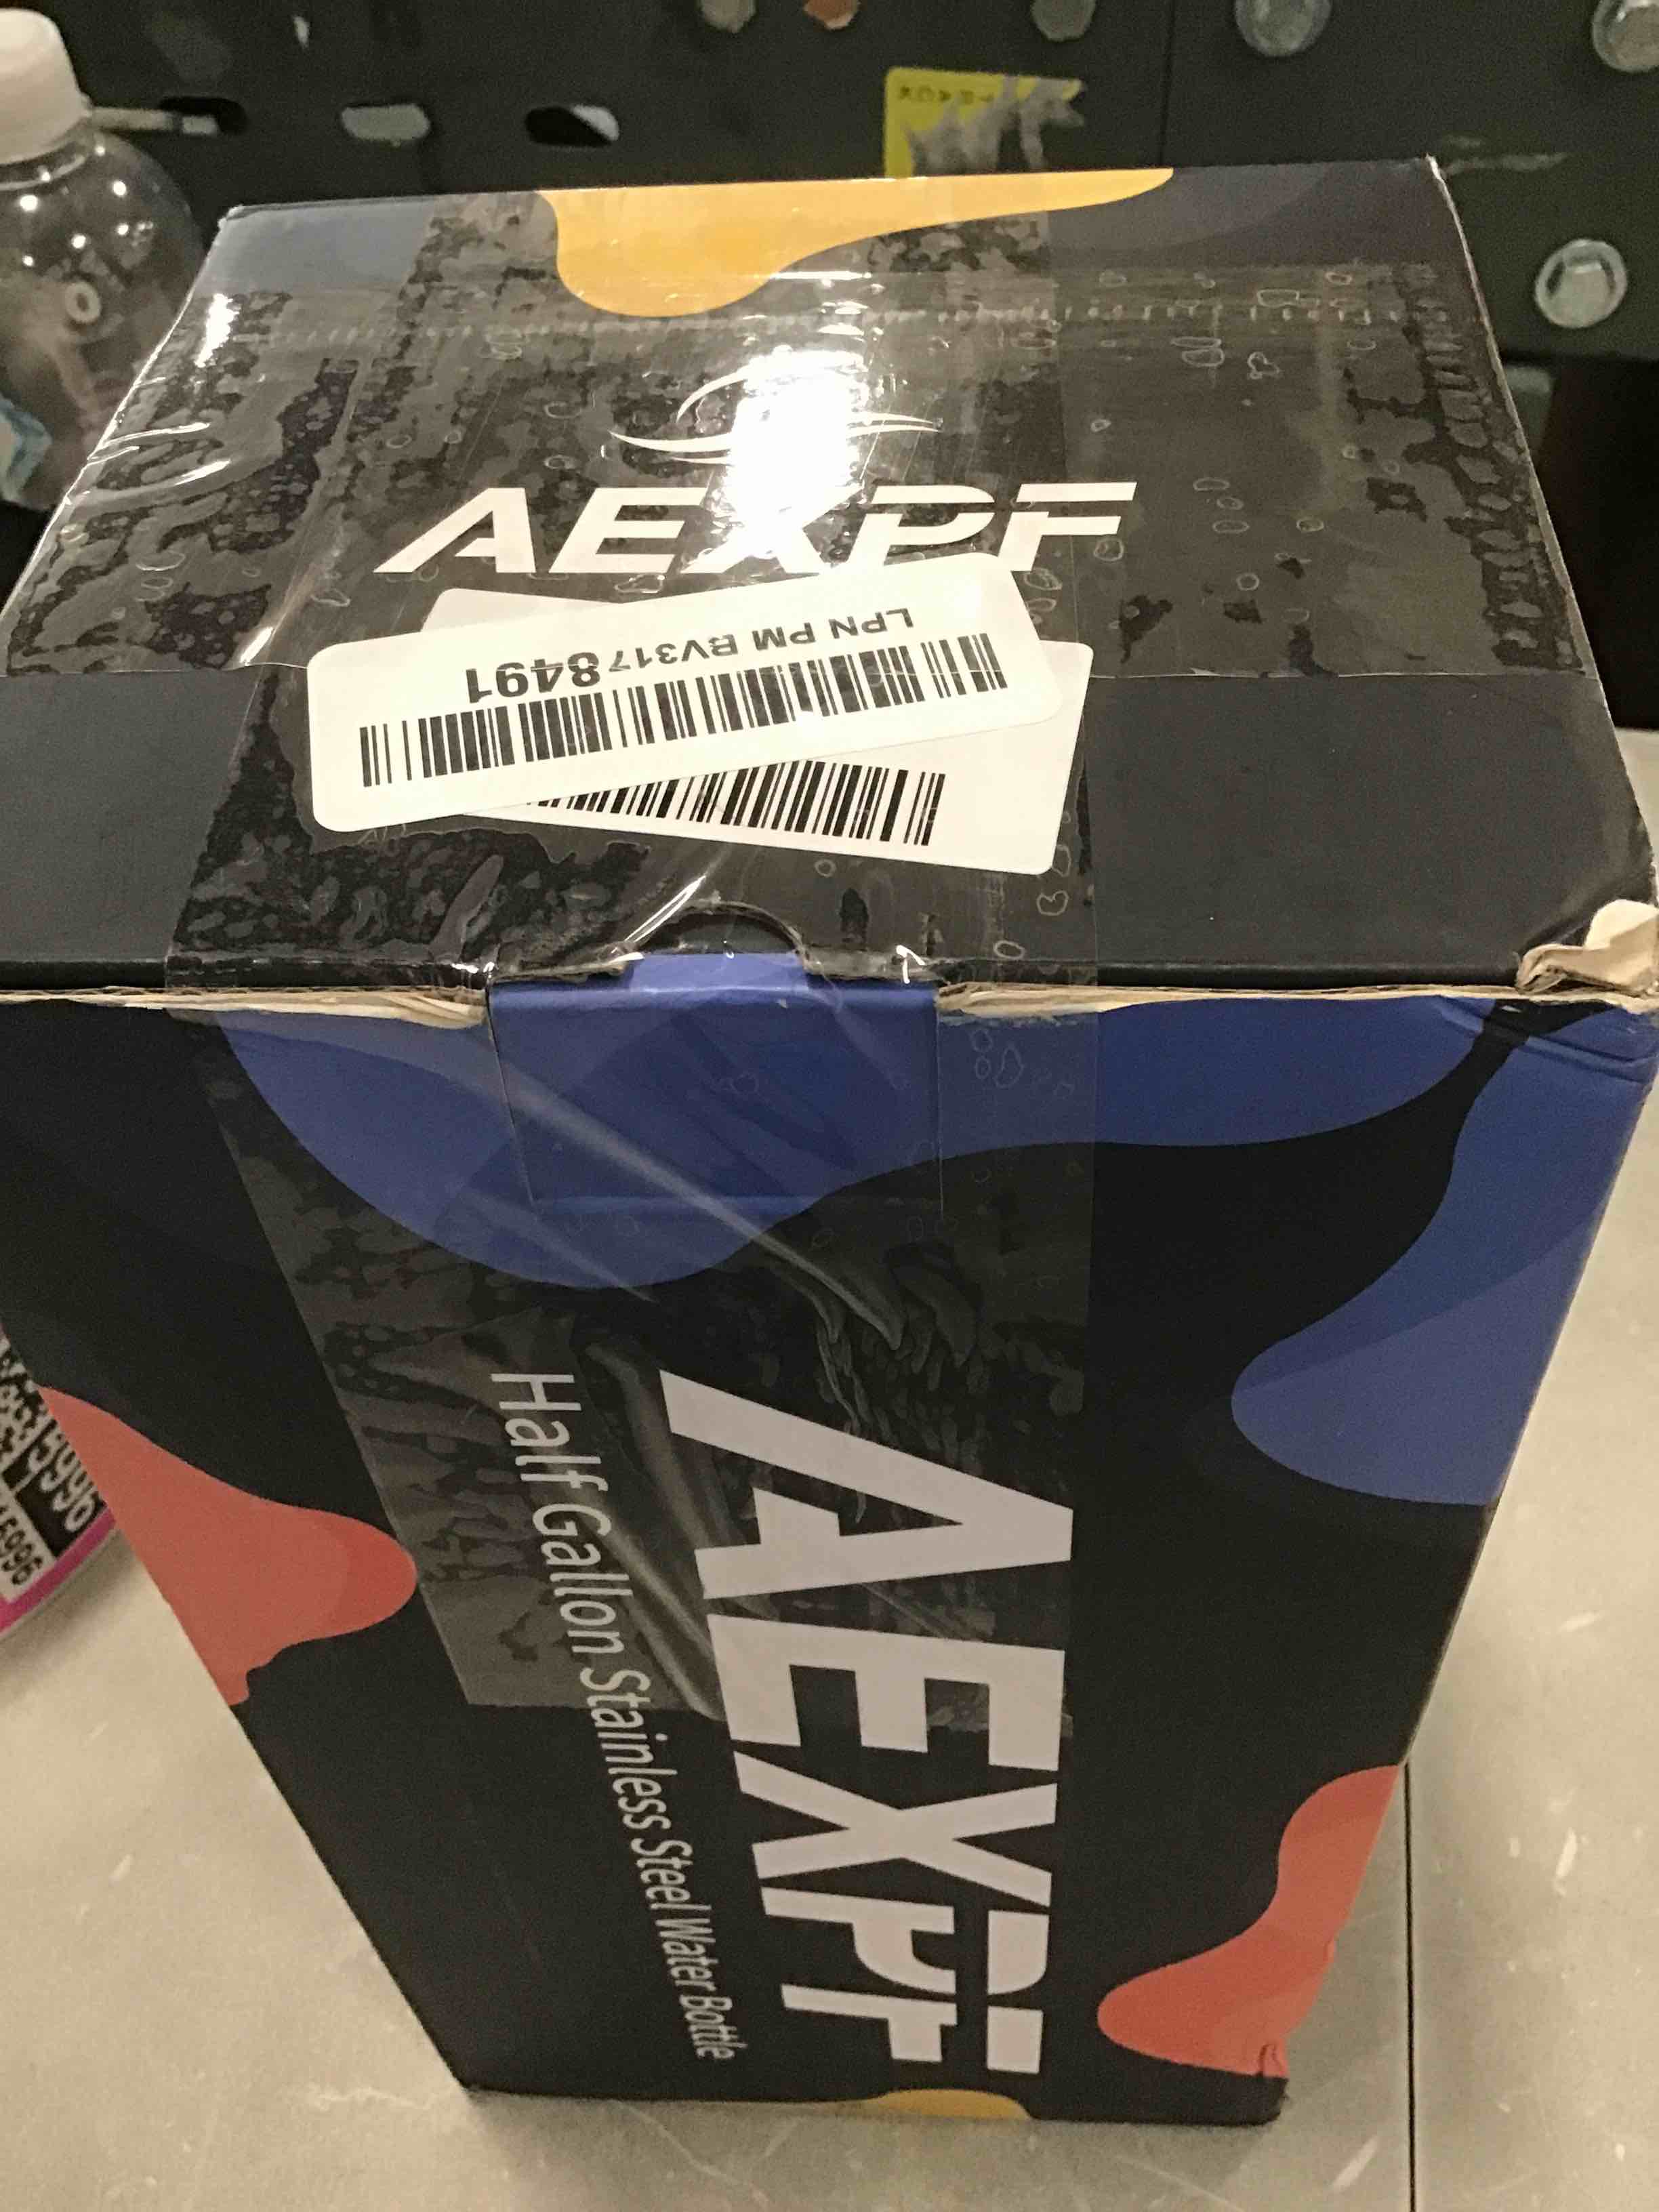 AEXPF
LPN PM BV3178491
AEXPF
Half Gallon Stainless Steel Water Bottle